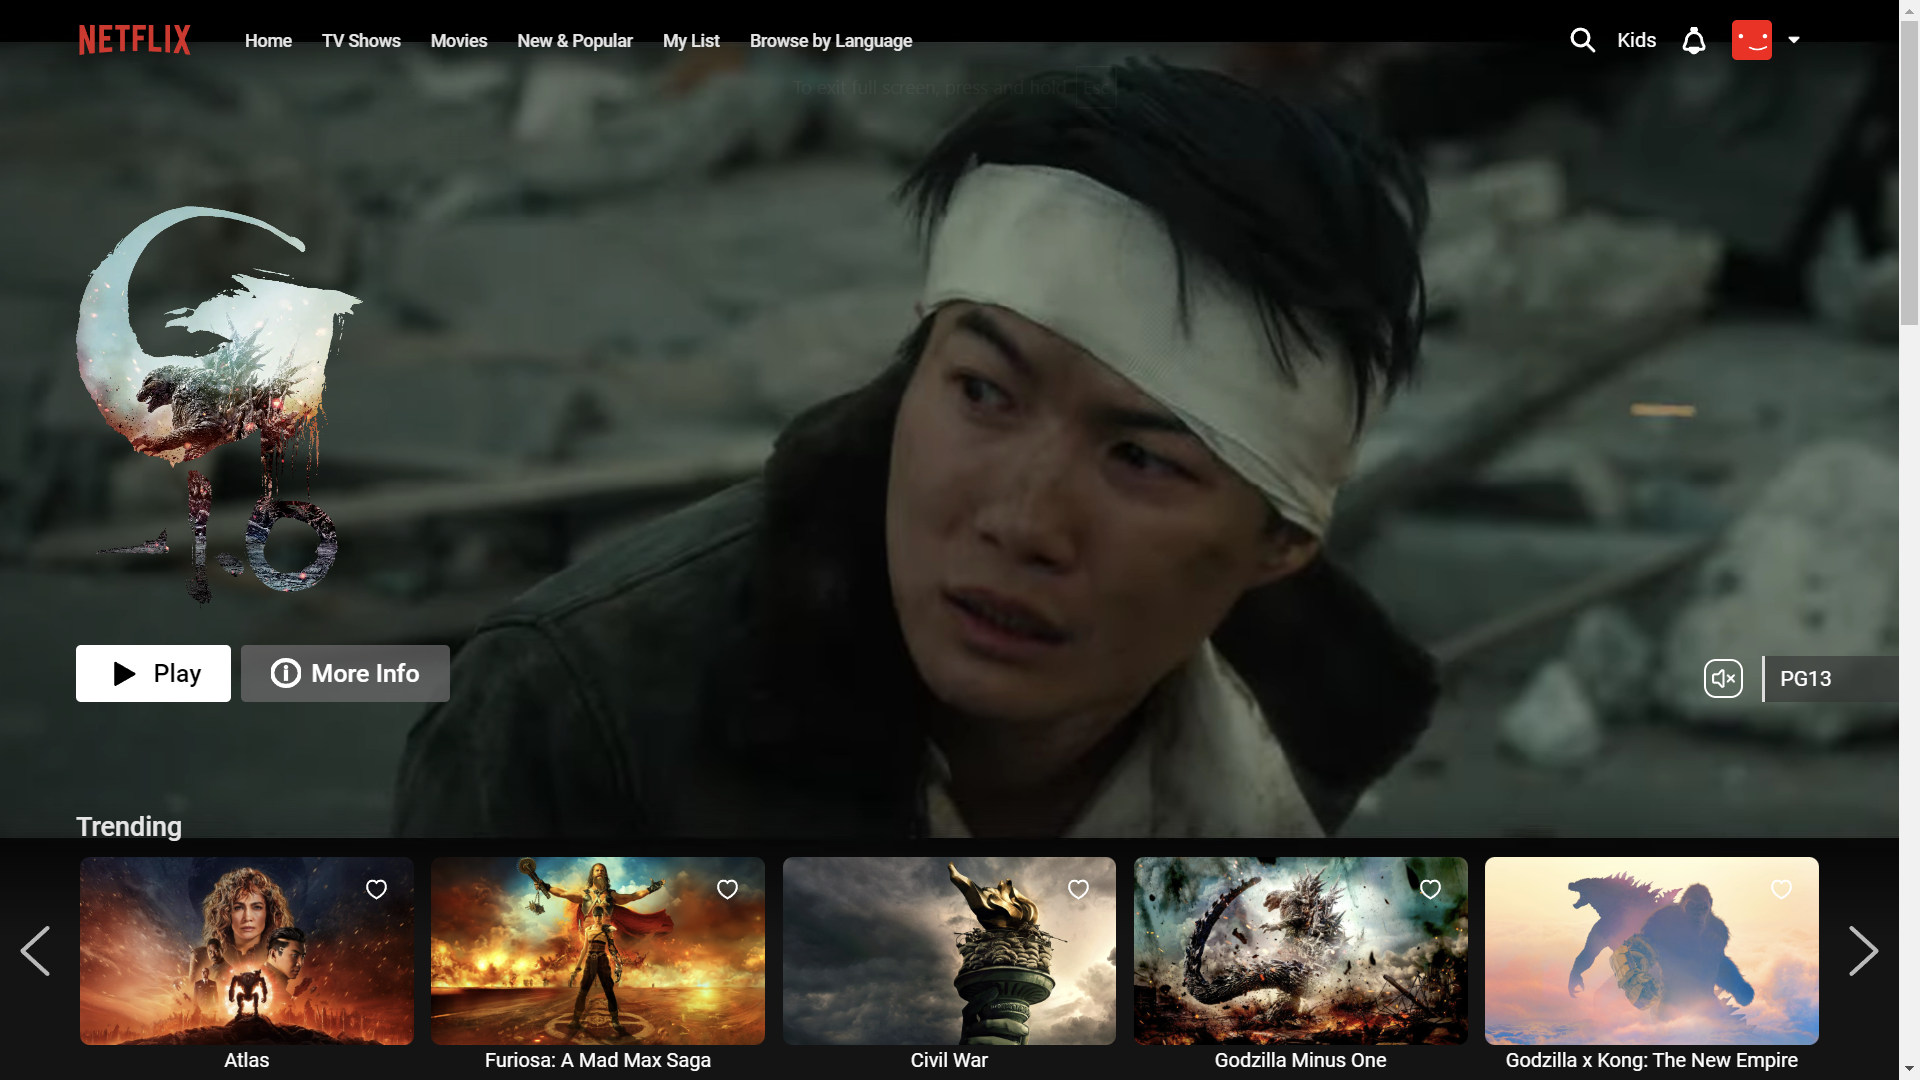 NETFLIX
Home TV Shows Movies New & Popular My List Browse by Language
Kids
To exit full screen, press and hold Esc
-1.0
Play More Info
PG13
Trending
Atlas Furiosa: A Mad Max Saga Civil War Godzilla Minus One Godzilla x Kong: The New Empire